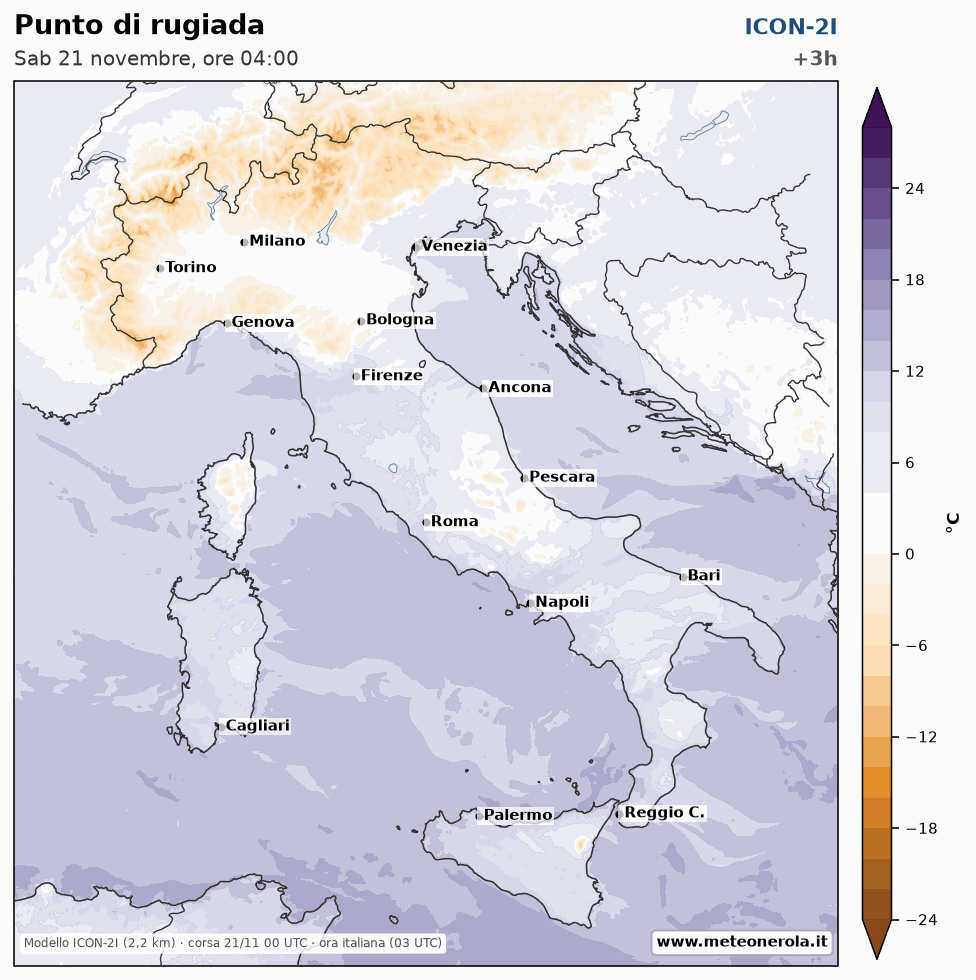 Punto di rugiada
ICON-2I
Sab 21 novembre, ore 04:00
+3h
24
18
12
6
0
−6
−12
−18
−24
°C
Milano
Venezia
Torino
Genova
Bologna
Firenze
Ancona
Pescara
Roma
Bari
Napoli
Cagliari
Palermo
Reggio C.
Modello ICON-2I (2,2 km) · corsa 21/11 00 UTC · ora italiana (03 UTC)
www.meteonerola.it